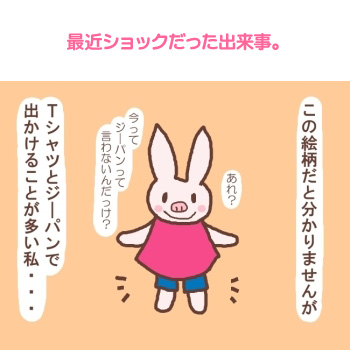 最近ショックだった出来事。
この絵柄だと分かりませんが
あれ？
今って
ジーパンって
言わないんだっけ？
Tシャツとジーパンで
出かけることが多い私・・・